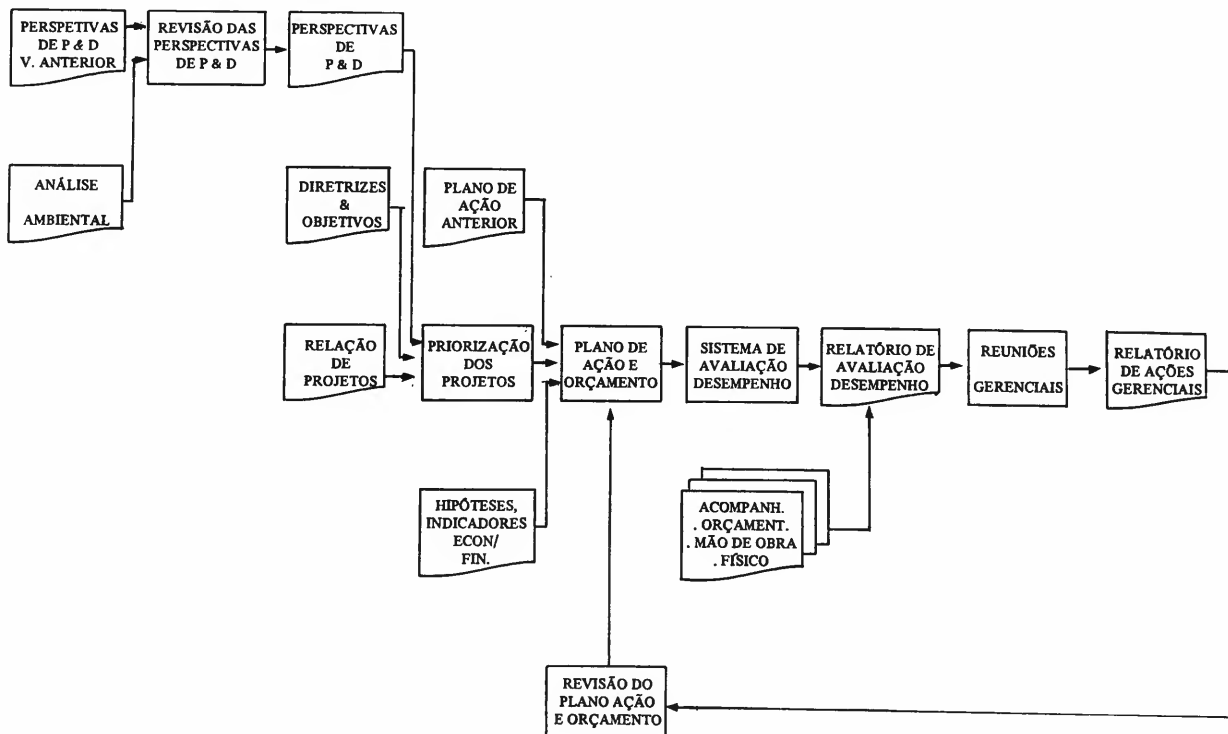 PERSPETIVAS
DE P & D
V. ANTERIOR
REVISÃO DAS
PERSPECTIVAS
DE P & D
PERSPECTIVAS
DE
P & D
ANÁLISE
AMBIENTAL
DIRETRIZES
&
OBJETIVOS
PLANO DE
AÇÃO
ANTERIOR
RELAÇÃO
DE
PROJETOS
PRIORIZAÇÃO
DOS
PROJETOS
PLANO DE
AÇÃO E
ORÇAMENTO
SISTEMA DE
AVALIAÇÃO
DESEMPENHO
RELATÓRIO DE
AVALIAÇÃO
DESEMPENHO
REUNIÕES
GERENCIAIS
RELATÓRIO
DE AÇÕES
GERENCIAIS
HIPÓTESES,
INDICADORES
ECON/
FIN.
ACOMPANH.
. ORÇAMENT.
. MÃO DE OBRA
. FÍSICO
REVISÃO DO
PLANO AÇÃO
E ORÇAMENTO